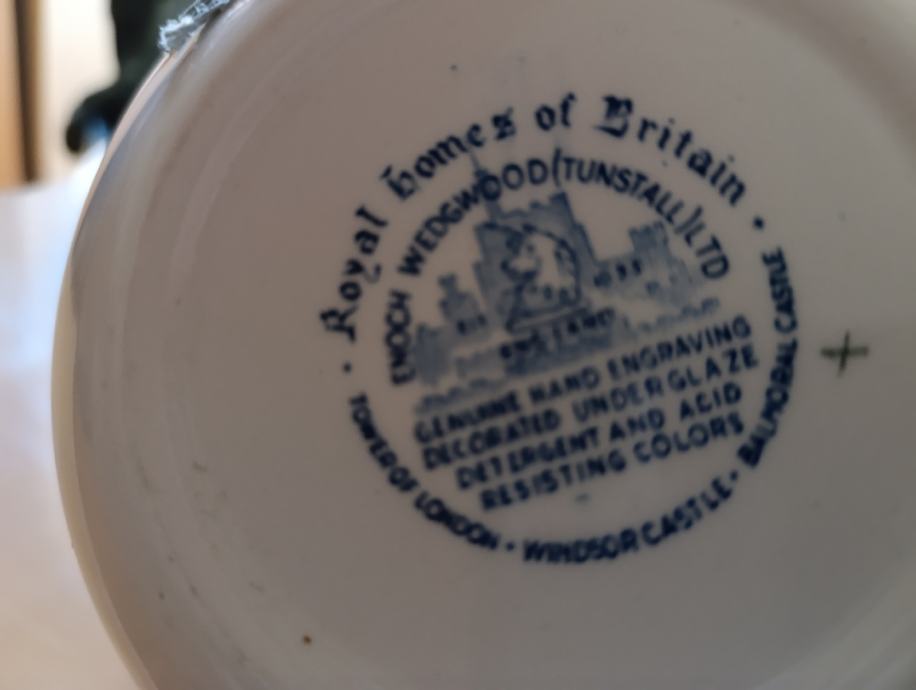 Royal homes of Britain
ENOCH WEDGWOOD (TUNSTALL) LTD
ENGLAND
GENUINE HAND ENGRAVING
DECORATED UNDERGLAZE
DETERGENT AND ACID
RESISTING COLORS
TOWER OF LONDON • WINDSOR CASTLE • BALMORAL CASTLE